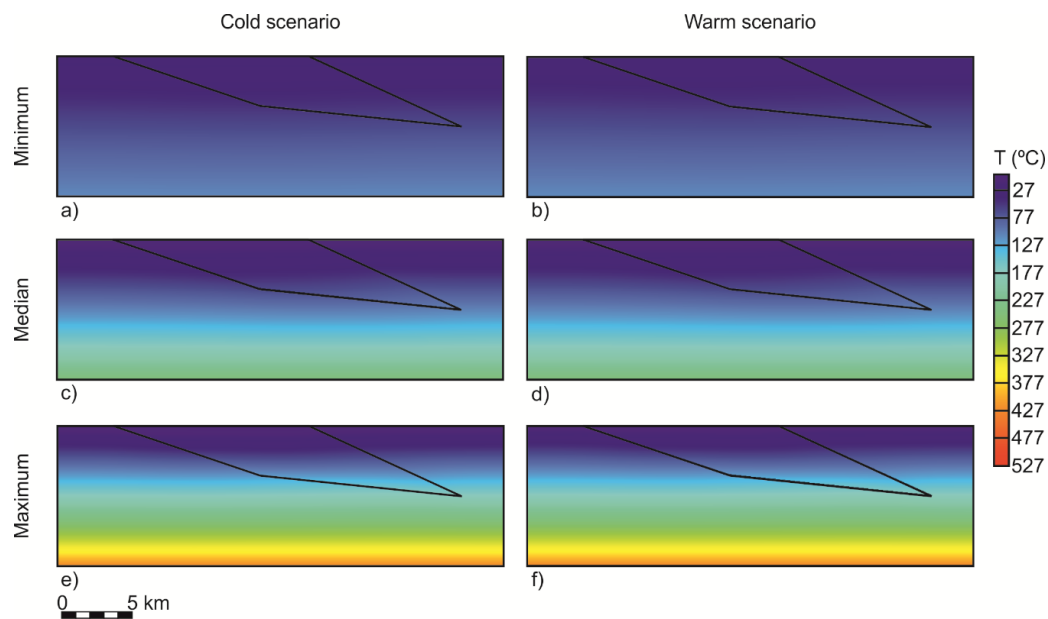 Cold scenario
Warm scenario
Minimum
a)
b)
Median
c)
d)
Maximum
e)
f)
T (ºC)
27
77
127
177
227
277
327
377
427
477
527
0 5 km